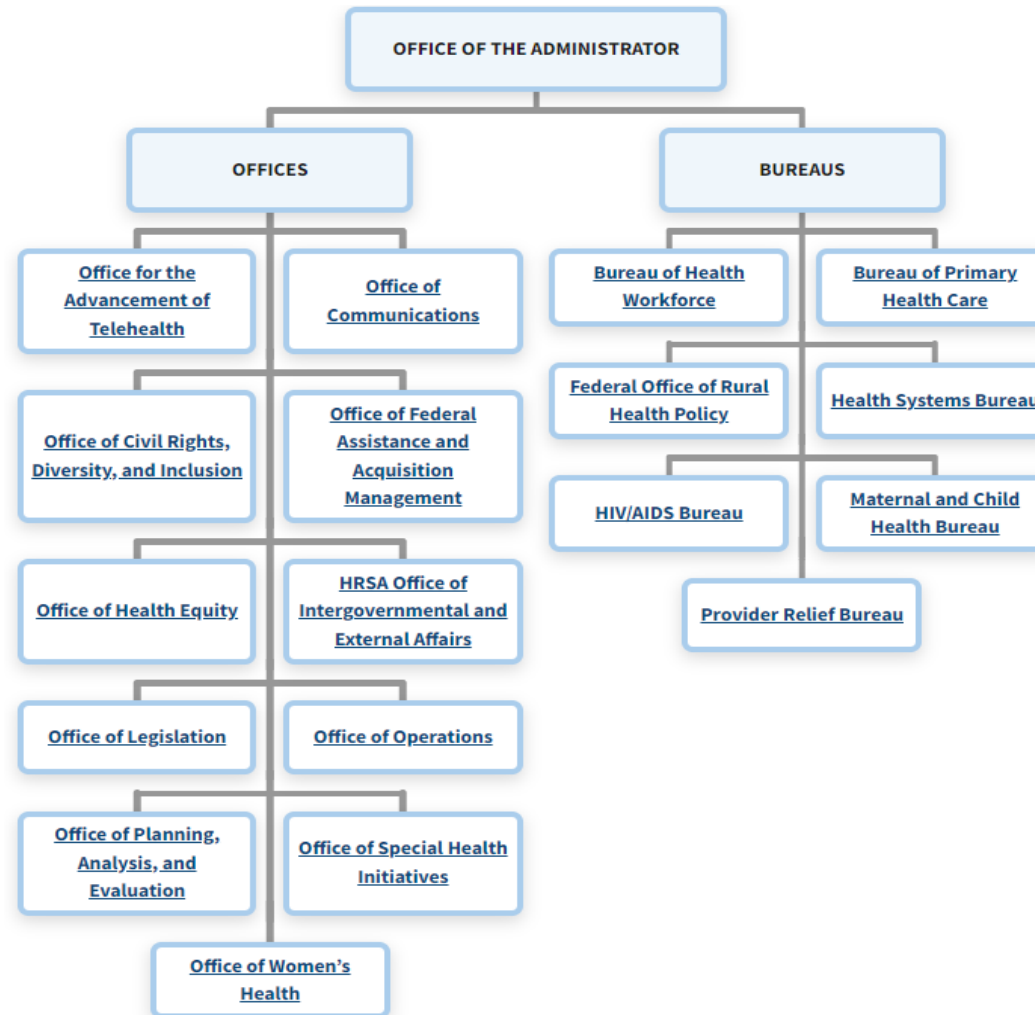 OFFICE OF THE ADMINISTRATOR
OFFICES
BUREAUS
Office for the
Advancement of
Telehealth
Office of
Communications
Bureau of Health
Workforce
Bureau of Primary
Health Care
Office of Civil Rights,
Diversity, and Inclusion
Office of Federal
Assistance and
Acquisition
Management
Federal Office of Rural
Health Policy
Health Systems Bureau
HIV/AIDS Bureau
Maternal and Child
Health Bureau
Office of Health Equity
HRSA Office of
Intergovernmental and
External Affairs
Provider Relief Bureau
Office of Legislation
Office of Operations
Office of Planning,
Analysis, and
Evaluation
Office of Special Health
Initiatives
Office of Women’s
Health